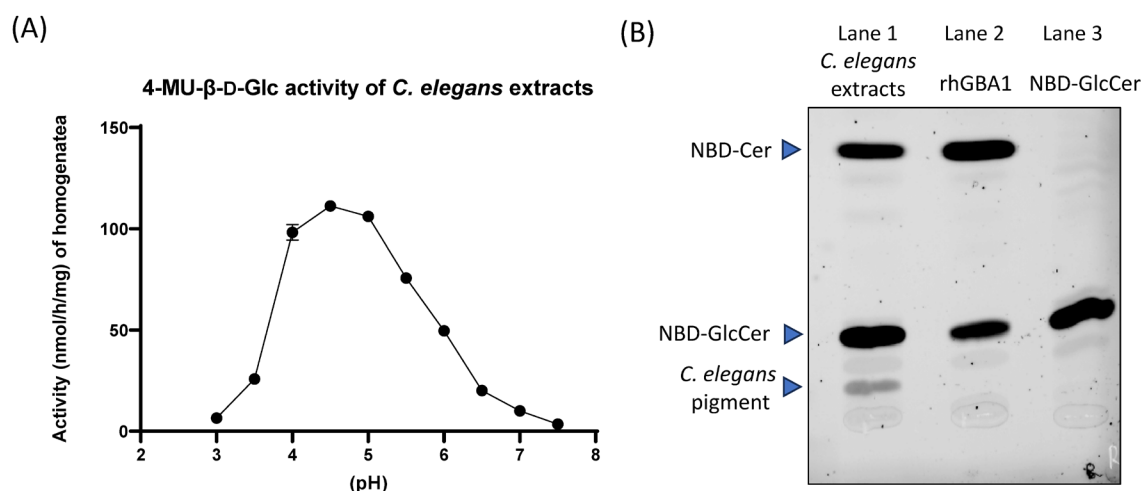 (A)
4-MU-β-D-Glc activity of C. elegans extracts
Activity (nmol/h/mg) of homogenatea
150
100
50
0
2 3 4 5 6 7 8
(pH)
(B)
Lane 1 Lane 2 Lane 3
C. elegans
extracts rhGBA1 NBD-GlcCer
NBD-Cer
NBD-GlcCer
C. elegans
pigment